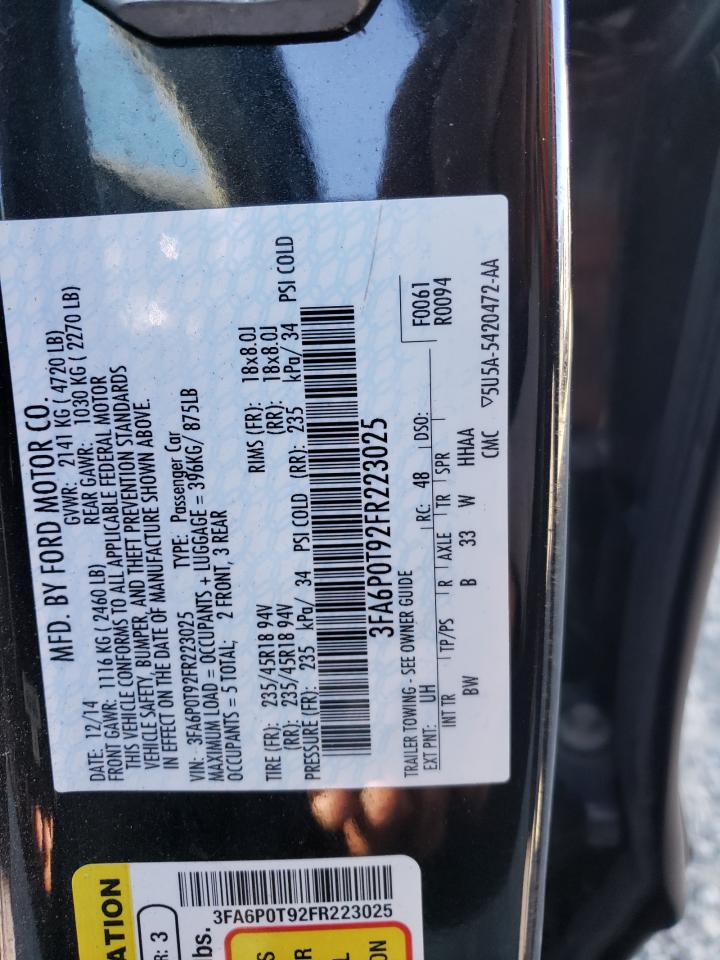 MFD. BY FORD MOTOR CO.
DATE: 12/14 GVWR: 2141 KG ( 4720 LB)
FRONT GAWR: 1116 KG ( 2460 LB) REAR GAWR: 1030 KG ( 2270 LB)
THIS VEHICLE CONFORMS TO ALL APPLICABLE FEDERAL MOTOR
VEHICLE SAFETY, BUMPER, AND THEFT PREVENTION STANDARDS
IN EFFECT ON THE DATE OF MANUFACTURE SHOWN ABOVE.
VIN: 3FA6P0T92FR223025 TYPE: Passenger Car
MAXIMUM LOAD = OCCUPANTS + LUGGAGE = 396KG/ 875LB
OCCUPANTS = 5 TOTAL; 2 FRONT, 3 REAR
TIRE (FR): 235/45R18 94V RIMS (FR): 18x8.0J
(RR): 235/45R18 94V (RR): 18x8.0J
PRESSURE (FR): 235 kPa/ 34 PSI COLD (RR): 235 kPa/ 34 PSI COLD
3FA6P0T92FR223025
TRAILER TOWING - SEE OWNER GUIDE
F0061
R0094
EXT PNT: UH RC: 48 DSO:
INT TR TP/PS R AXLE TR SPR
BW B 33 W HHAA
CMC ▽5U5A-5420472-AA
ATION
R: 3
3FA6P0T92FR223025
lbs.
S
R
L
ON